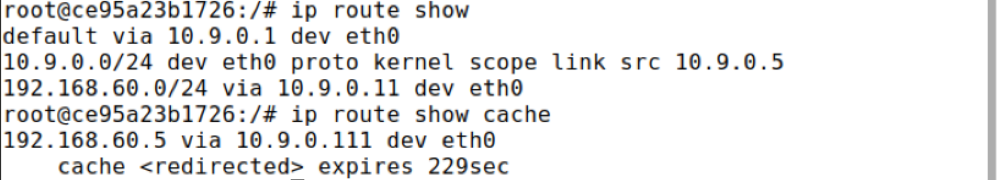 root@ce95a23b1726:/# ip route show
default via 10.9.0.1 dev eth0
10.9.0.0/24 dev eth0 proto kernel scope link src 10.9.0.5
192.168.60.0/24 via 10.9.0.11 dev eth0
root@ce95a23b1726:/# ip route show cache
192.168.60.5 via 10.9.0.111 dev eth0
    cache <redirected> expires 229sec